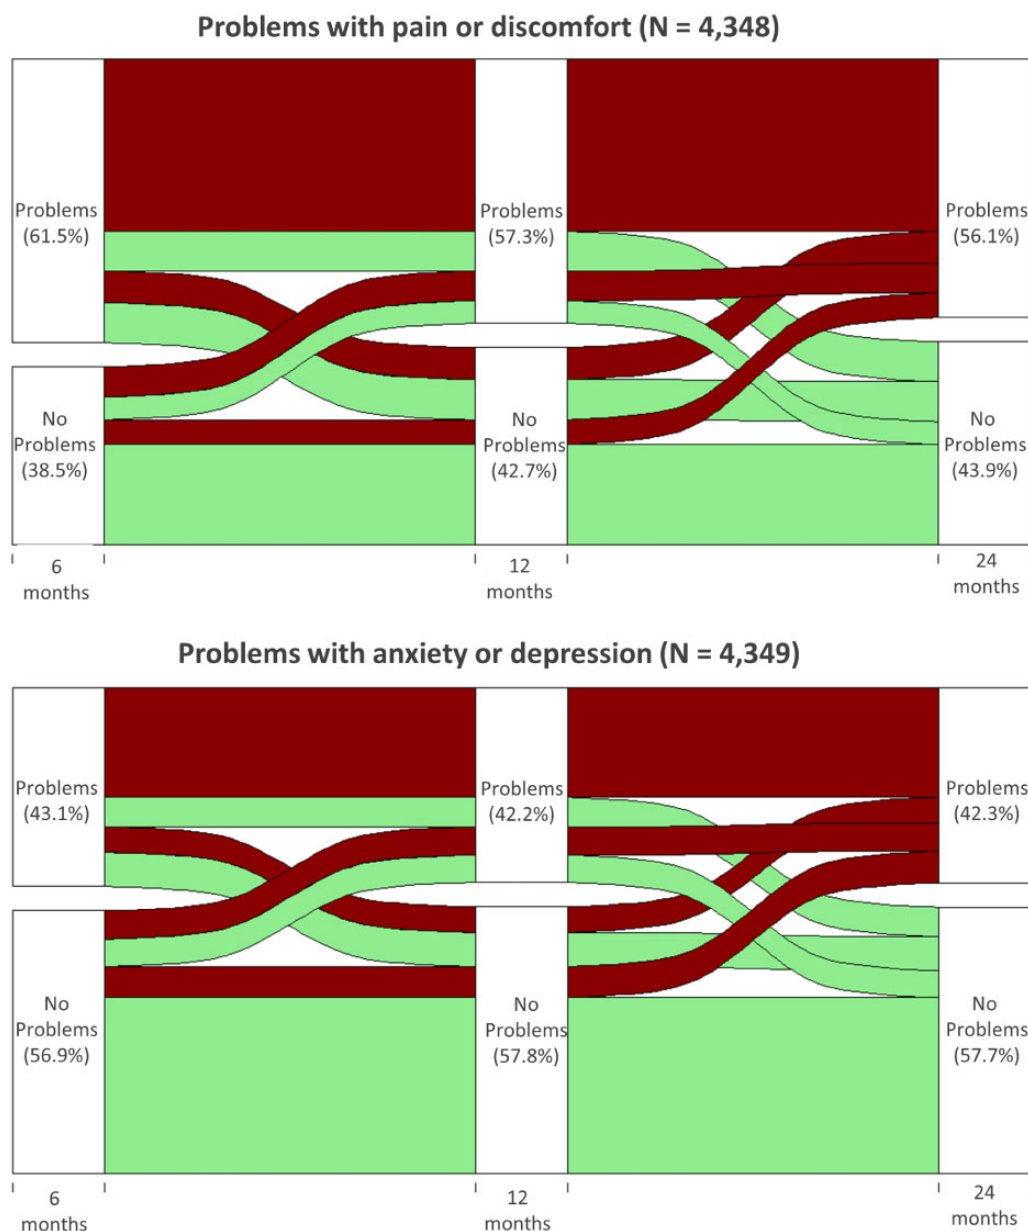 Problems with pain or discomfort (N = 4,348)
Problems
(61.5%)
Problems
(57.3%)
Problems
(56.1%)
No
Problems
(38.5%)
No
Problems
(42.7%)
No
Problems
(43.9%)
6
months
12
months
24
months
Problems with anxiety or depression (N = 4,349)
Problems
(43.1%)
Problems
(42.2%)
Problems
(42.3%)
No
Problems
(56.9%)
No
Problems
(57.8%)
No
Problems
(57.7%)
6
months
12
months
24
months